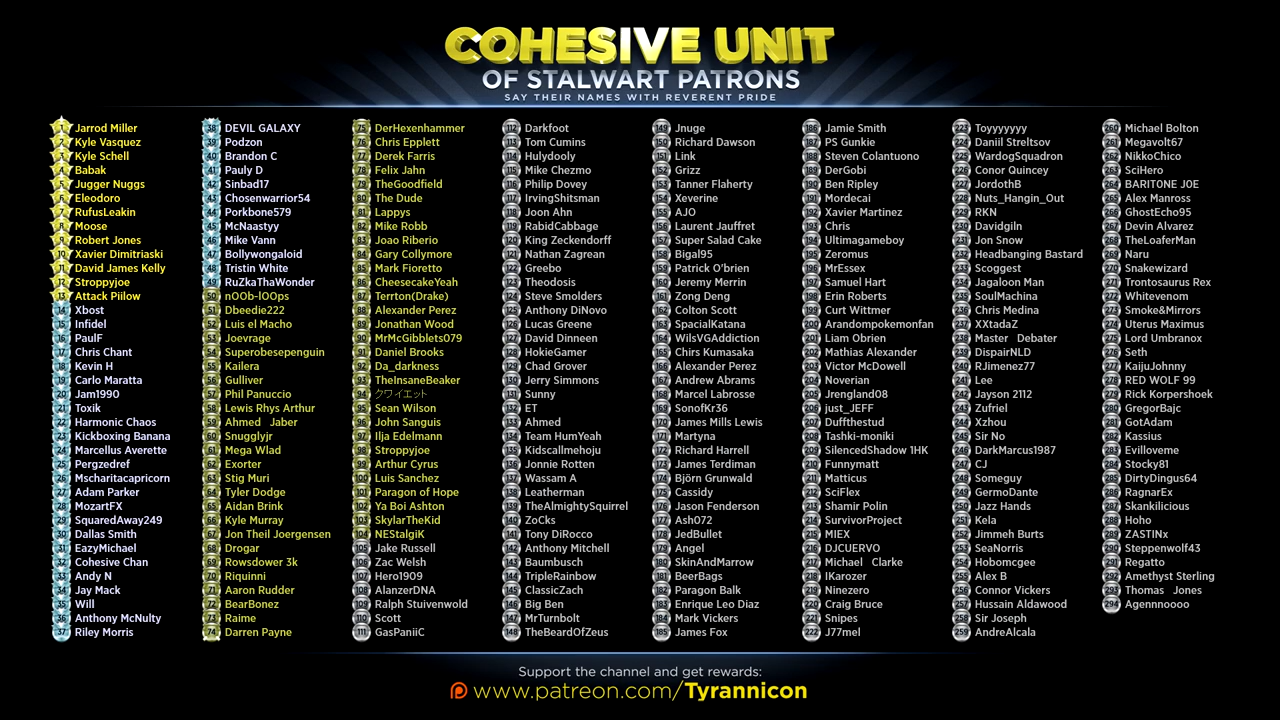 COHESIVE UNIT
OF STALWART PATRONS
SAY THEIR NAMES WITH REVERENT PRIDE
1 Jarrod Miller
2 Kyle Vasquez
3 Kyle Schell
4 Babak
5 Jugger Nuggs
6 Eleodoro
7 RufusLeakin
8 Moose
9 Robert Jones
10 Xavier Dimitriaski
11 David James Kelly
12 Stroppyjoe
13 Attack Piilow
14 Xbost
15 Infidel
16 PaulF
17 Chris Chant
18 Kevin H
19 Carlo Maratta
20 Jam1990
21 Toxik
22 Harmonic Chaos
23 Kickboxing Banana
24 Marcellus Averette
25 Pergzedref
26 Mscharitacapricorn
27 Adam Parker
28 MozartFX
29 SquaredAway249
30 Dallas Smith
31 EazyMichael
32 Cohesive Chan
33 Andy N
34 Jay Mack
35 Will
36 Anthony McNulty
37 Riley Morris
38 DEVIL GALAXY
39 Podzon
40 Brandon C
41 Pauly D
42 Sinbad17
43 Chosenwarrior54
44 Porkbone579
45 McNaastyy
46 Mike Vann
47 Bollywongaloid
48 Tristin White
49 RuZkaThaWonder
50 nOOb-lOOps
51 Dbeedie222
52 Luis el Macho
53 Joevrage
54 Superobesepenguin
55 Kailera
56 Gulliver
57 Phil Panuccio
58 Lewis Rhys Arthur
59 Ahmed Jaber
60 Snugglyjr
61 Mega Wlad
62 Exorter
63 Stig Muri
64 Tyler Dodge
65 Aidan Brink
66 Kyle Murray
67 Jon Theil Joergensen
68 Drogar
69 Rowsdower 3k
70 Riquinni
71 Aaron Rudder
72 BearBonez
73 Raime
74 Darren Payne
75 DerHexenhammer
76 Chris Epplett
77 Derek Farris
78 Felix Jahn
79 TheGoodfield
80 The Dude
81 Lappys
82 Mike Robb
83 Joao Riberio
84 Gary Collymore
85 Mark Fioretto
86 CheesecakeYeah
87 Terrton(Drake)
88 Alexander Perez
89 Jonathan Wood
90 MrMcGibblets079
91 Daniel Brooks
92 Da_darkness
93 TheInsaneBeaker
94 クワイエット
95 Sean Wilson
96 John Sanguis
97 Ilja Edelmann
98 Stroppyjoe
99 Arthur Cyrus
100 Luis Sanchez
101 Paragon of Hope
102 Ya Boi Ashton
103 SkylarTheKid
104 NEStalgiK
105 Jake Russell
106 Zac Welsh
107 Hero1909
108 AlanzerDNA
109 Ralph Stuivenwold
110 Scott
111 GasPaniiC
112 Darkfoot
113 Tom Cumins
114 Hulydooly
115 Mike Chezmo
116 Philip Dovey
117 IrvingShitsman
118 Joon Ahn
119 RabidCabbage
120 King Zeckendorff
121 Nathan Zagrean
122 Greebo
123 Theodosis
124 Steve Smolders
125 Anthony DiNovo
126 Lucas Greene
127 David Dinneen
128 HokieGamer
129 Chad Grover
130 Jerry Simmons
131 Sunny
132 ET
133 Ahmed
134 Team HumYeah
135 Kidscallmehoju
136 Jonnie Rotten
137 Wassam A
138 Leatherman
139 TheAlmightySquirrel
140 ZoCks
141 Tony DiRocco
142 Anthony Mitchell
143 Baumbusch
144 TripleRainbow
145 ClassicZach
146 Big Ben
147 MrTurnbolt
148 TheBeardOfZeus
149 Jnuge
150 Richard Dawson
151 Link
152 Grizz
153 Tanner Flaherty
154 Xeverine
155 AJO
156 Laurent Jauffret
157 Super Salad Cake
158 Bigal95
159 Patrick O'brien
160 Jeremy Merrin
161 Zong Deng
162 Colton Scott
163 SpacialKatana
164 WilsVGAddiction
165 Chirs Kumasaka
166 Alexander Perez
167 Andrew Abrams
168 Marcel Labrosse
169 SonofKr36
170 James Mills Lewis
171 Martyna
172 Richard Harrell
173 James Terdiman
174 Björn Grunwald
175 Cassidy
176 Jason Fenderson
177 Ash072
178 JedBullet
179 Angel
180 SkinAndMarrow
181 BeerBags
182 Paragon Balk
183 Enrique Leo Diaz
184 Mark Vickers
185 James Fox
186 Jamie Smith
187 PS Gunkie
188 Steven Colantuono
189 DerGobi
190 Ben Ripley
191 Mordecai
192 Xavier Martinez
193 Chris
194 Ultimagameboy
195 Zeromus
196 MrEssex
197 Samuel Hart
198 Erin Roberts
199 Curt Wittmer
200 Arandompokemonfan
201 Liam Obrien
202 Mathias Alexander
203 Victor McDowell
204 Noverian
205 Jrengland08
206 just_JEFF
207 Duffthestud
208 Tashki-moniki
209 SilencedShadow 1HK
210 Funnymatt
211 Matticus
212 SciFlex
213 Shamir Polin
214 SurvivorProject
215 MIEX
216 DJCUERVO
217 Michael Clarke
218 IKarozer
219 Ninezero
220 Craig Bruce
221 Snipes
222 J77mel
223 Toyyyyyyy
224 Daniil Streltsov
225 WardogSquadron
226 Conor Quincey
227 JordothB
228 Nuts_Hangin_Out
229 RKN
230 Davidgiln
231 Jon Snow
232 Headbanging Bastard
233 Scoggest
234 Jagaloon Man
235 SoulMachina
236 Chris Medina
237 XXtadaZ
238 Master Debater
239 DispairNLD
240 RJimenez77
241 Lee
242 Jayson 2112
243 Zufriel
244 Xzhou
245 Sir No
246 DarkMarcus1987
247 CJ
248 Someguy
249 GermoDante
250 Jazz Hands
251 Kela
252 Jimmeh Burts
253 SeaNorris
254 Hobomcgee
255 Alex B
256 Connor Vickers
257 Hussain Aldawood
258 Sir Joseph
259 AndreAlcala
260 Michael Bolton
261 Megavolt67
262 NikkoChico
263 SciHero
264 BARITONE J0E
265 Alex Manross
266 GhostEcho95
267 Devin Alvarez
268 TheLoaferMan
269 Naru
270 Snakewizard
271 Trontosaurus Rex
272 Whitevenom
273 Smoke&Mirrors
274 Uterus Maximus
275 Lord Umbranox
276 Seth
277 KaijuJohnny
278 RED WOLF 99
279 Rick Korpershoek
280 GregorBajc
281 GotAdam
282 Kassius
283 Evilloveme
284 Stocky81
285 DirtyDingus64
286 RagnarEx
287 Skankilicious
288 Hoho
289 ZASTINx
290 Steppenwolf43
291 Regatto
292 Amethyst Sterling
293 Thomas Jones
294 Agennnoooo
Support the channel and get rewards:
www.patreon.com/Tyrannicon